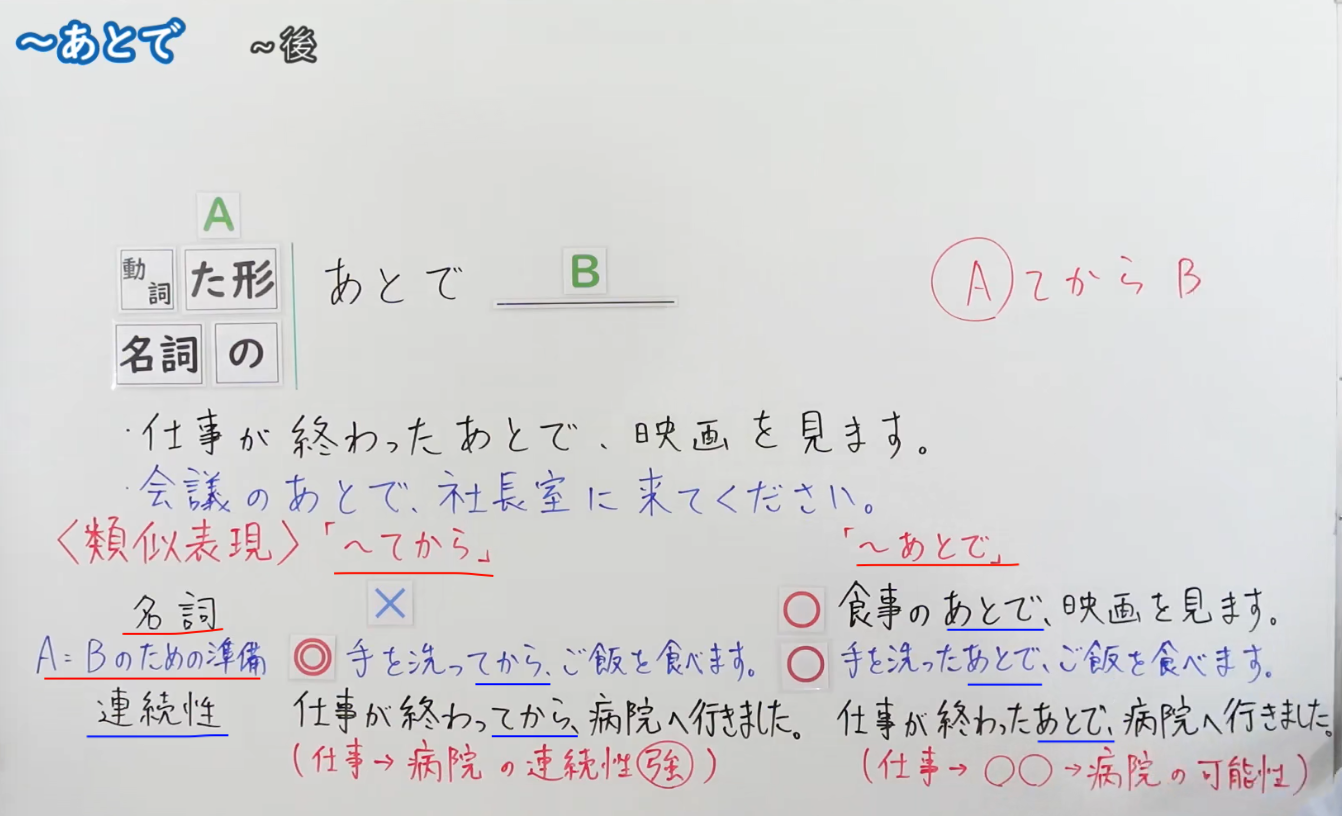 ~あとで ~後
A
動詞 た形 あとで B
名詞 の
A てから B
・仕事が終わったあとで、映画を見ます。
・会議のあとで、社長室に来てください。
〈類似表現〉「~てから」 「~あとで」
名詞 × ○ 食事のあとで、映画を見ます。
A=Bのための準備 ◎ 手を洗ってから、ご飯を食べます。 ○ 手を洗ったあとで、ご飯を食べます。
連続性 仕事が終わってから、病院へ行きました。 仕事が終わったあとで、病院へ行きました。
(仕事→病院の連続性強) (仕事→○○→病院の可能性)